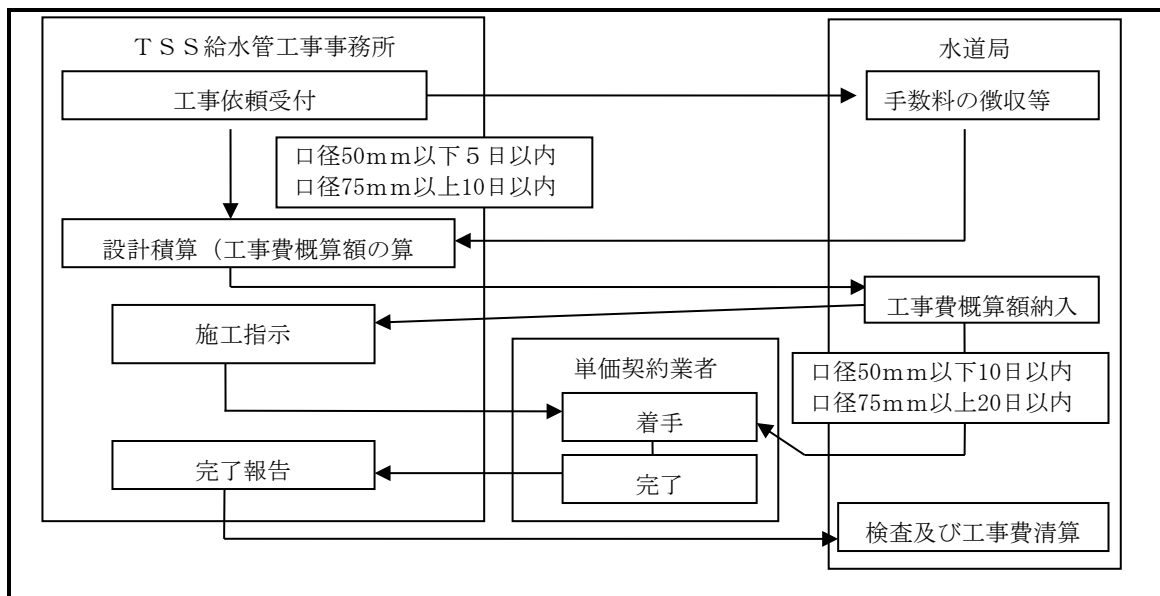 TSS給水管工事事務所
水道局
工事依頼受付
手数料の徴収等
口径50mm以下5日以内
口径75mm以上10日以内
設計積算(工事費概算額の算
工事費概算額納入
施工指示
単価契約業者
口径50mm以下10日以内
口径75mm以上20日以内
着手
完了報告
完了
検査及び工事費清算